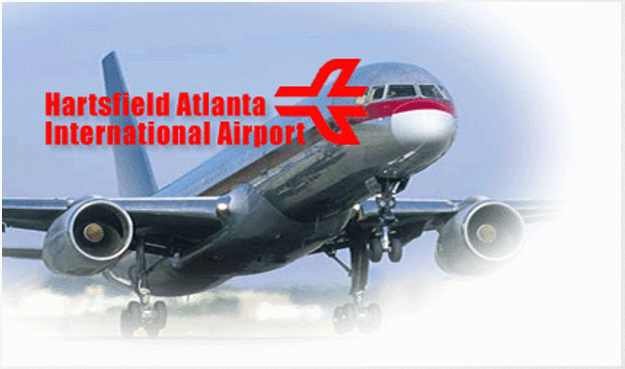 Hartsfield Atlanta
International Airport